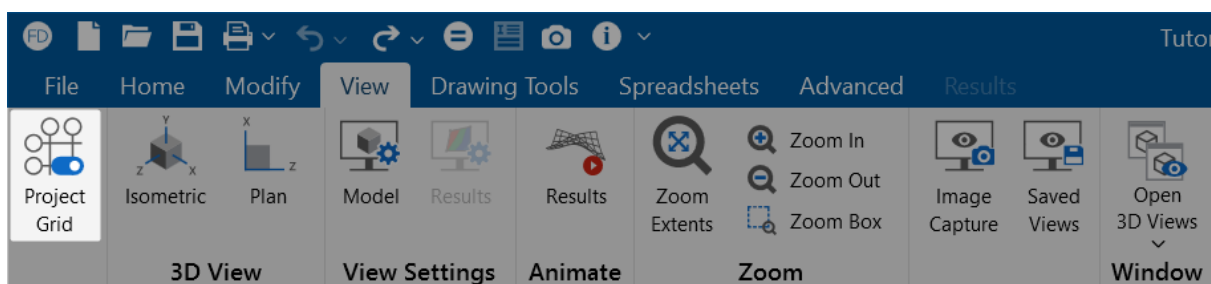 FD
Tutor
File Home Modify View Drawing Tools Spreadsheets Advanced Results
Project Grid
Y
Z X
Isometric
X
Z
Plan
Model
Results
Results
Zoom Extents
Zoom In
Zoom Out
Zoom Box
Image Capture
Saved Views
Open 3D Views
3D View View Settings Animate Zoom Window